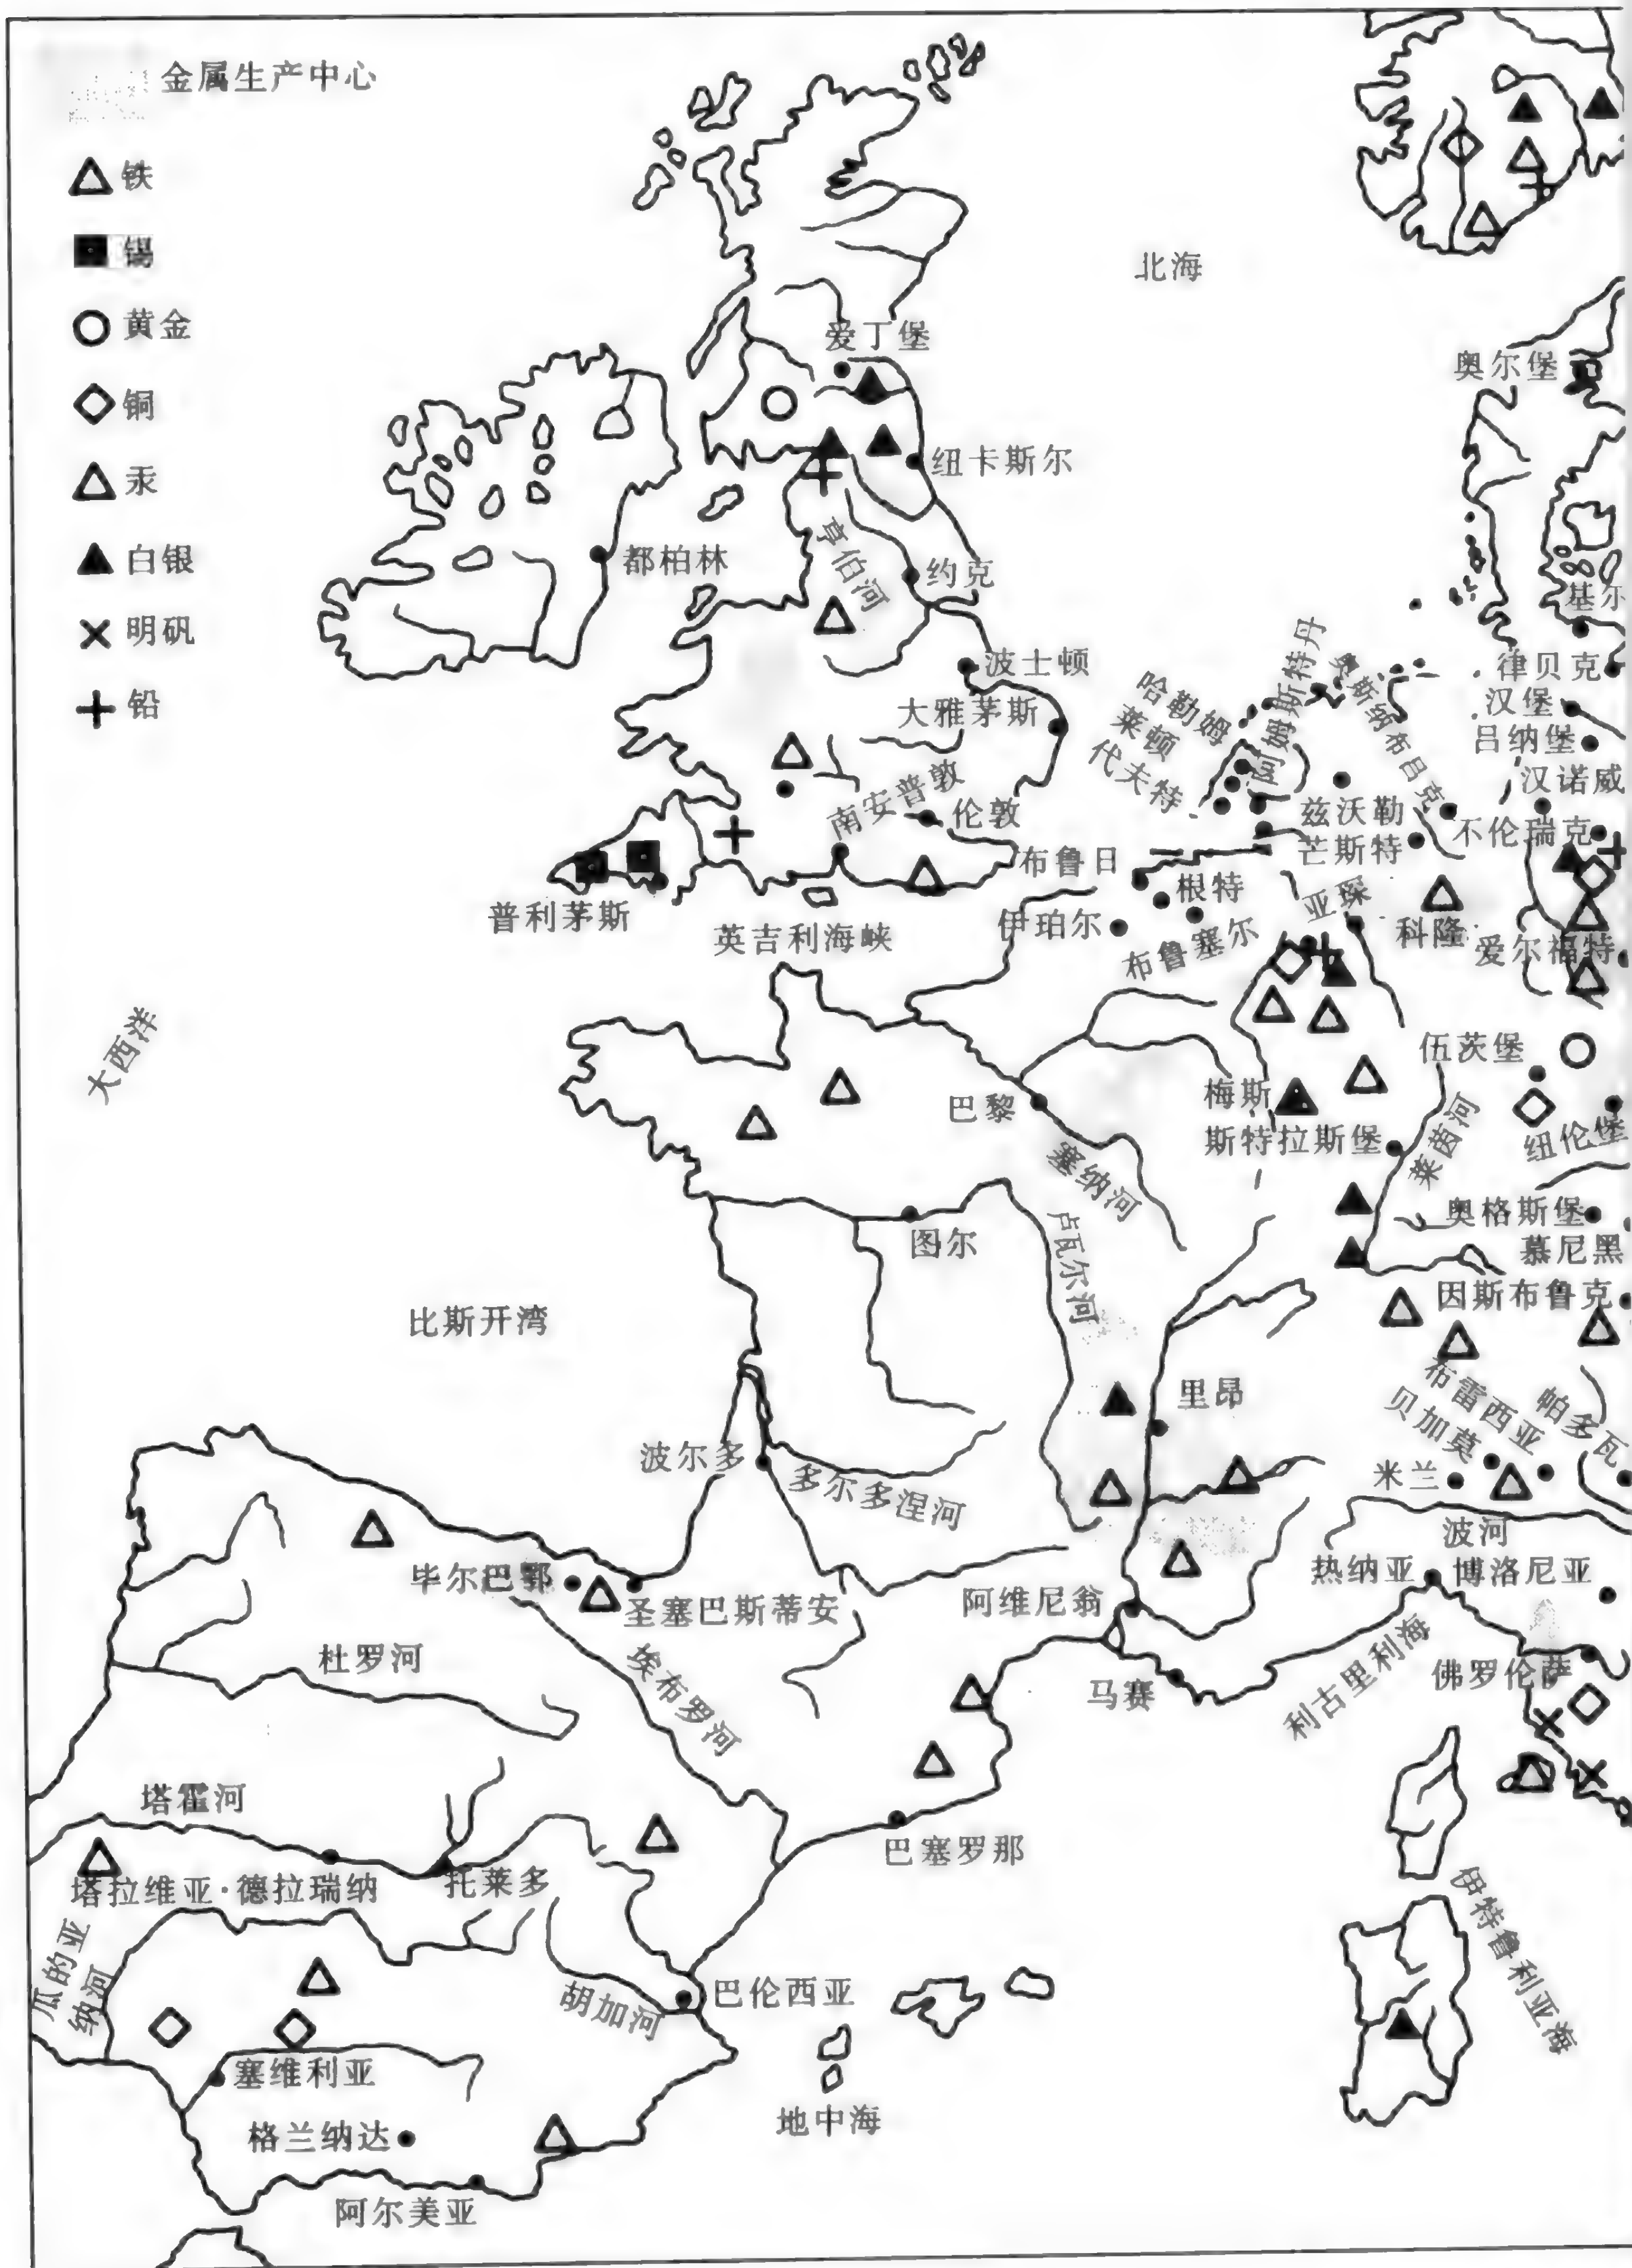 金属生产中心
铁
锡
黄金
铜
汞
白银
明矾
铅
北海
爱丁堡
奥尔堡
纽卡斯尔
都柏林
亨伯河
约克
基尔
波士顿
律贝克
大雅茅斯
汉堡
吕纳堡
哈勒姆
莱顿
代夫特
阿姆斯特丹
奥斯纳布吕克
汉诺威
南安普敦
伦敦
兹沃勒
不伦瑞克
芒斯特
布鲁日
根特
亚琛
普利茅斯
英吉利海峡
伊珀尔
布鲁塞尔
科隆
爱尔福特
大西洋
伍茨堡
巴黎
梅斯
斯特拉斯堡
莱茵河
纽伦堡
塞纳河
图尔
卢瓦尔河
奥格斯堡
慕尼黑
因斯布鲁克
比斯开湾
里昂
布雷西亚
贝加莫
帕多瓦
波尔多
多尔多涅河
米兰
波河
毕尔巴鄂
圣塞巴斯蒂安
阿维尼翁
热纳亚
博洛尼亚
杜罗河
埃布罗河
马赛
利古里利海
佛罗伦萨
塔霍河
巴塞罗那
塔拉维亚·德拉瑞纳
托莱多
瓜的亚
纳河
胡加河
巴伦西亚
伊特鲁利亚海
塞维利亚
格兰纳达
地中海
阿尔美亚